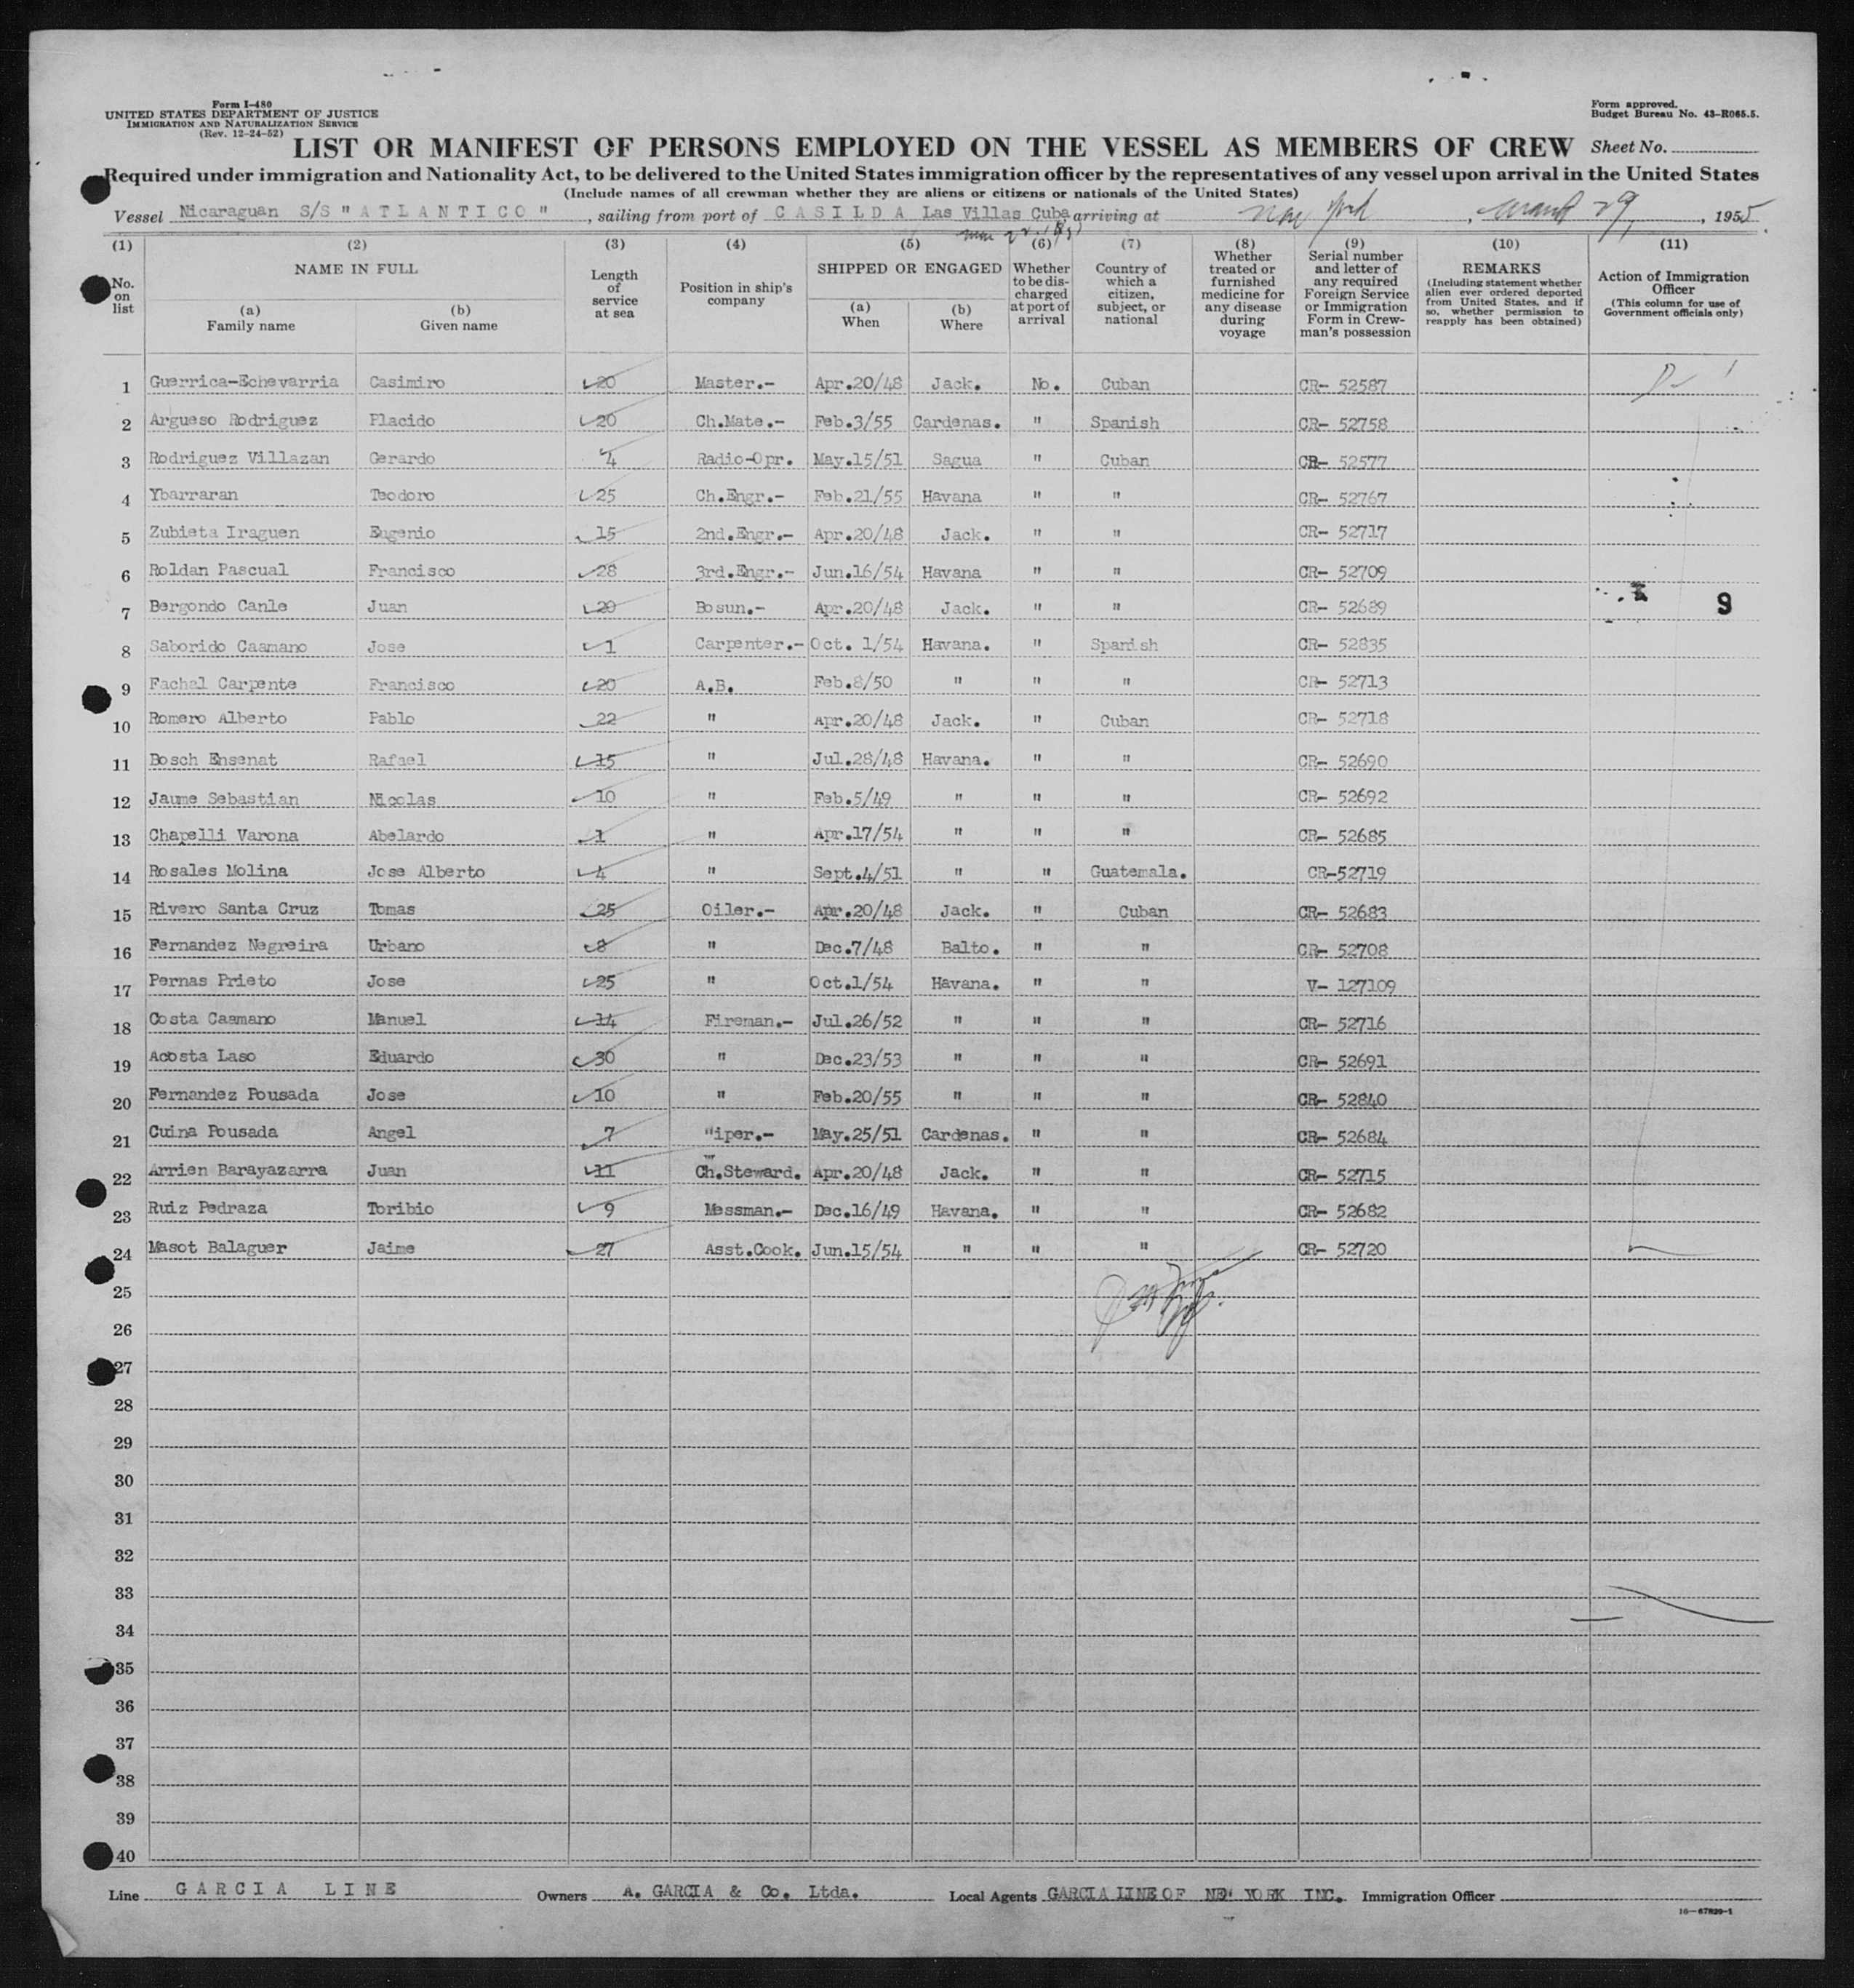 Form I-480
UNITED STATES DEPARTMENT OF JUSTICE
IMMIGRATION AND NATURALIZATION SERVICE
(Rev. 12-24-52)
Form approved.
Budget Bureau No. 43-R065.5.
LIST OR MANIFEST OF PERSONS EMPLOYED ON THE VESSEL AS MEMBERS OF CREW Sheet No.
Required under immigration and Nationality Act, to be delivered to the United States immigration officer by the representatives of any vessel upon arrival in the United States
(Include names of all crewman whether they are aliens or citizens or nationals of the United States)
Vessel Nicaraguan S/S "ATLANTICO", sailing from port of CASILDA Las Villas Cuba arriving at New York, March 29, 1955.
(1) (2) (3) (4) (5) (6) (7) (8) (9) (10) (11)
No. on list
NAME IN FULL
(a) Family name
(b) Given name
Length of service at sea
Position in ship's company
SHIPPED OR ENGAGED
(a) When
(b) Where
Whether to be discharged at port of arrival
Country of which a citizen, subject, or national
Whether treated or furnished medicine for any disease during voyage
Serial number and letter of any required Foreign Service or Immigration Form in Crewman's possession
REMARKS
(Including statement whether alien ever ordered deported from United States, and if so, whether permission to reapply has been obtained)
Action of Immigration Officer
(This column for use of Government officials only)
1 Guerrica-Echevarria Casimiro 20 Master.- Apr.20/48 Jack. No. Cuban CR- 52587
2 Argueso Rodriguez Placido 20 Ch.Mate.- Feb.3/55 Cardenas. " Spanish CR- 52758
3 Rodriguez Villazan Gerardo 4 Radio-Opr. May.15/51 Sagua " Cuban CR- 52577
4 Ybarraran Teodoro 25 Ch.Engr.- Feb.21/55 Havana " " CR- 52767
5 Zubieta Iraguen Eugenio 15 2nd.Engr.- Apr.20/48 Jack. " " CR- 52717
6 Roldan Pascual Francisco 28 3rd.Engr.- Jun.16/54 Havana " " CR- 52709
7 Bergondo Canle Juan 20 Bosun.- Apr.20/48 Jack. " " CR- 52689 9
8 Saborido Caamano Jose 1 Carpenter.- Oct. 1/54 Havana. " Spanish CR- 52835
9 Fachal Carpente Francisco 20 A.B. Feb.8/50 " " " CR- 52713
10 Romero Alberto Pablo 22 " Apr.20/48 Jack. " Cuban CR- 52718
11 Bosch Ensenat Rafael 15 " Jul.28/48 Havana. " " CR- 52690
12 Jaume Sebastian Nicolas 10 " Feb.5/49 " " " CR- 52692
13 Chapelli Varona Abelardo 1 " Apr.17/54 " " " CR- 52685
14 Rosales Molina Jose Alberto 4 " Sept.4/51 " " Guatemala. CR-52719
15 Rivero Santa Cruz Tomas 25 Oiler.- Apr.20/48 Jack. " Cuban CR- 52683
16 Fernandez Negreira Urbano 8 " Dec.7/48 Balto. " " CR- 52708
17 Pernas Prieto Jose 25 " Oct.1/54 Havana. " " V- 127109
18 Costa Caamano Manuel 14 Fireman.- Jul.26/52 " " " CR- 52716
19 Acosta Laso Eduardo 30 " Dec.23/53 " " " CR- 52691
20 Fernandez Pousada Jose 10 " Feb.20/55 " " " CR- 52840
21 Cuina Pousada Angel 7 Wiper.- May.25/51 Cardenas. " " CR- 52684
22 Arrien Barayazarra Juan 11 Ch.Steward. Apr.20/48 Jack. " " CR- 52715
23 Ruiz Pedraza Toribio 9 Messman.- Dec.16/49 Havana. " " CR- 52682
24 Masot Balaguer Jaime 27 Asst.Cook. Jun.15/54 " " " CR- 52720
25
26
27
28
29
30
31
32
33
34
35
36
37
38
39
40
Line GARCIA LINE Owners A. GARCIA & Co. Ltda. Local Agents GARCIA LINE OF NEW YORK INC. Immigration Officer
16-67829-1